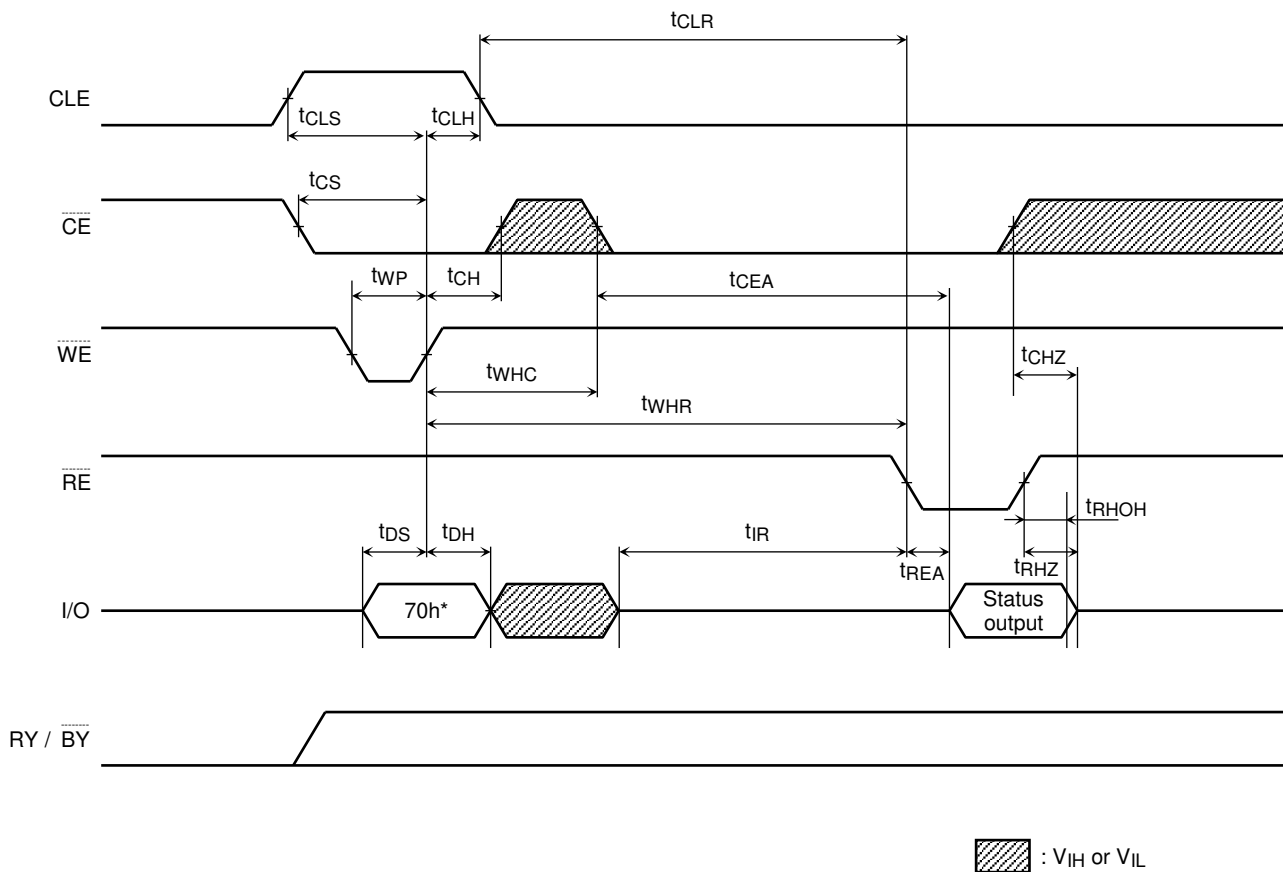 tCLR
CLE
tCLS
tCLH
tCS
CE
tWP
tCH
tCEA
WE
tCHZ
tWHC
tWHR
RE
tRHOH
tDS
tDH
tIR
tREA
tRHZ
I/O
70h*
Status
output
RY / BY
: VIH or VIL